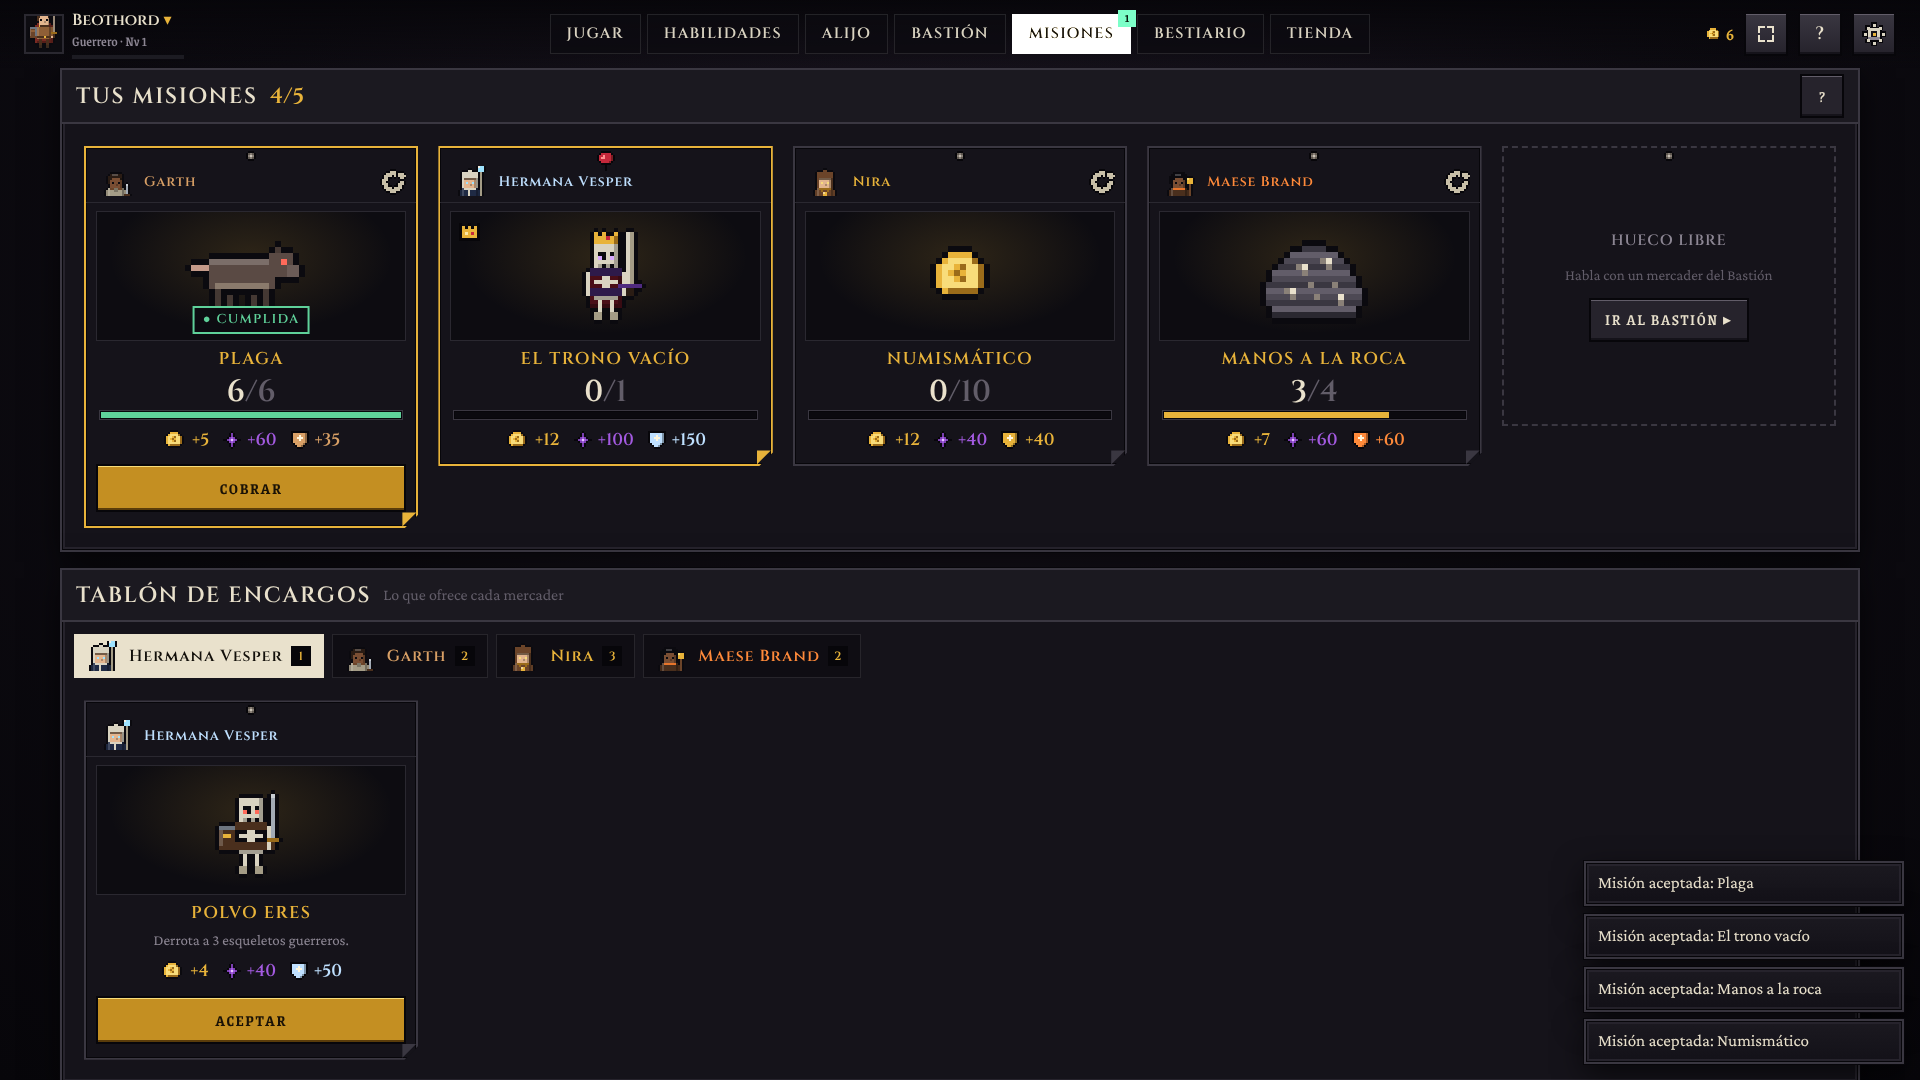 Beothord ▾
Guerrero · Nv 1
JUGAR
HABILIDADES
ALIJO
BASTIÓN
MISIONES
1
BESTIARIO
TIENDA
6
?
TUS MISIONES 4/5
?
Garth
• CUMPLIDA
PLAGA
6/6
+5 +60 +35
COBRAR
Hermana Vesper
EL TRONO VACÍO
0/1
+12 +100 +150
Nira
NUMISMÁTICO
0/10
+12 +40 +40
Maese Brand
MANOS A LA ROCA
3/4
+7 +60 +60
HUECO LIBRE
Habla con un mercader del Bastión
IR AL BASTIÓN ▸
TABLÓN DE ENCARGOS Lo que ofrece cada mercader
Hermana Vesper 1
Garth 2
Nira 3
Maese Brand 2
Hermana Vesper
POLVO ERES
Derrota a 3 esqueletos guerreros.
+4 +40 +50
ACEPTAR
Misión aceptada: Plaga
Misión aceptada: El trono vacío
Misión aceptada: Manos a la roca
Misión aceptada: Numismático